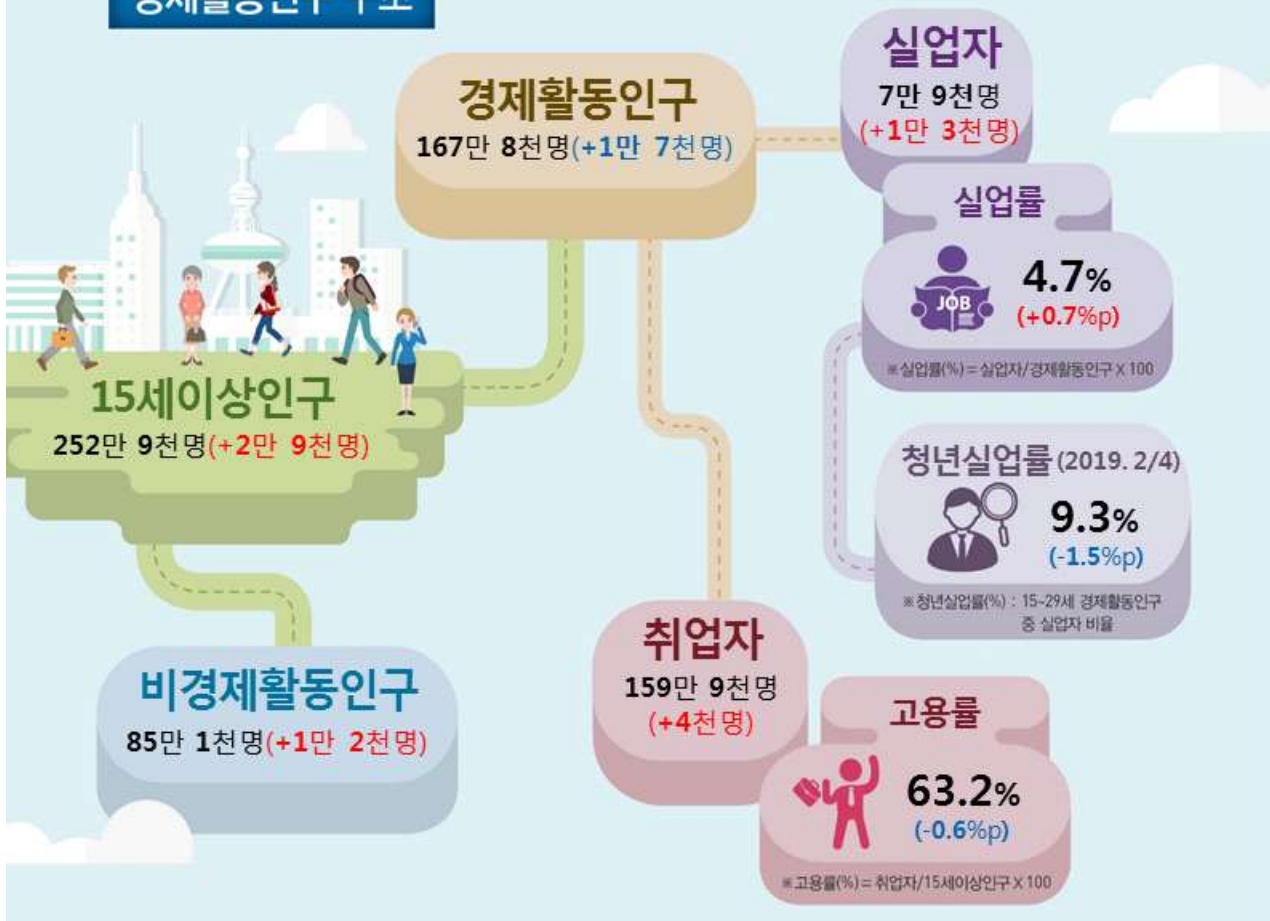 경제활동인구
167만 8천명(+1만 7천명)
실업자
7만 9천명
(+1만 3천명)
실업률
JOB
4.7%
(+0.7%p)
※실업률(%) = 실업자/경제활동인구 X 100
15세이상인구
252만 9천명(+2만 9천명)
청년실업률 (2019. 2/4)
9.3%
(-1.5%p)
※청년실업률(%) : 15~29세 경제활동인구
중 실업자 비율
비경제활동인구
85만 1천명(+1만 2천명)
취업자
159만 9천명
(+4천명)
고용률
63.2%
(-0.6%p)
※고용률(%) = 취업자/15세이상인구 X 100